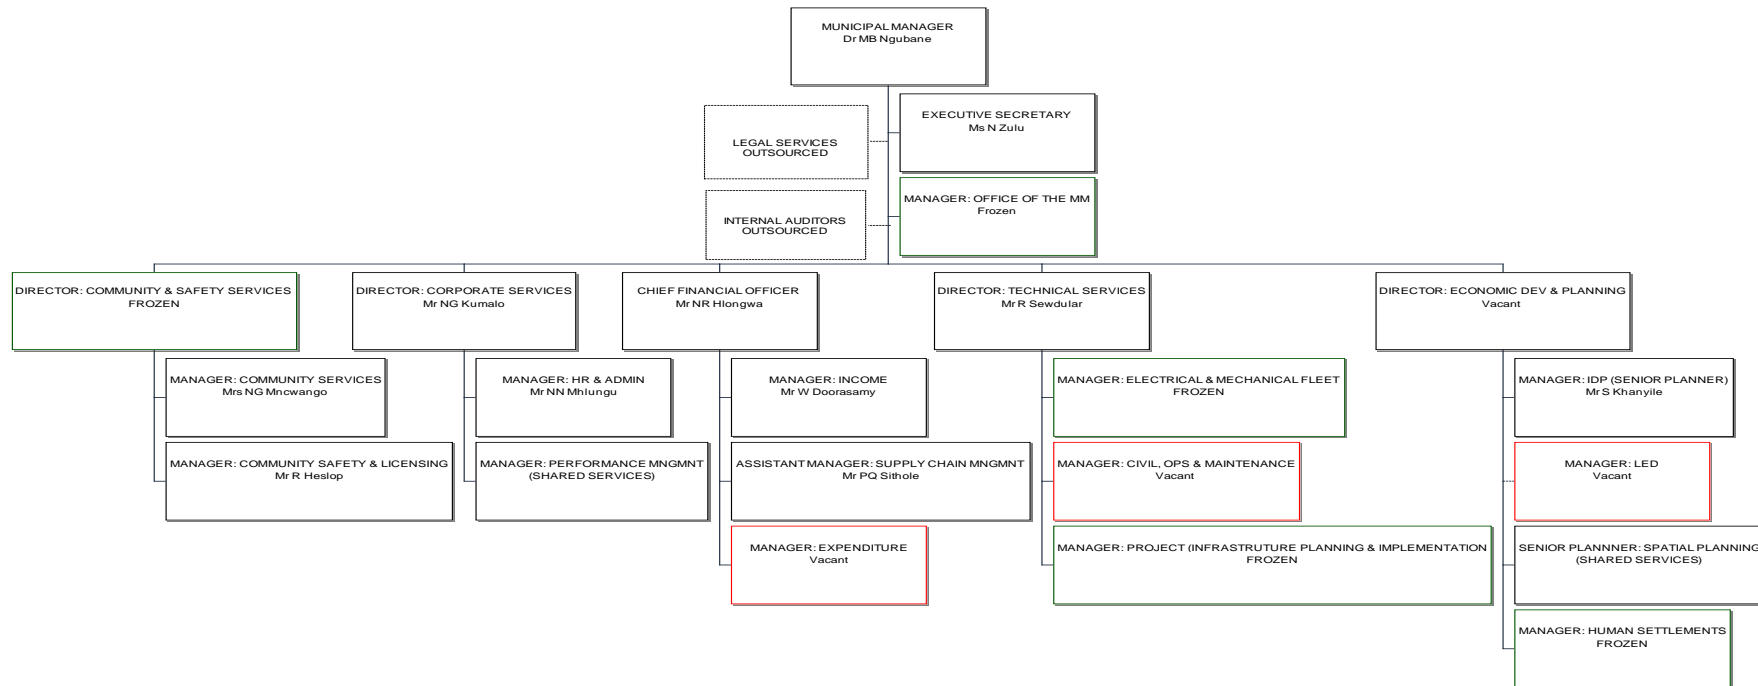 MUNICIPAL MANAGER
Dr MB Ngubane
EXECUTIVE SECRETARY
Ms N Zulu
LEGAL SERVICES
OUTSOURCED
MANAGER: OFFICE OF THE MM
Frozen
INTERNAL AUDITORS
OUTSOURCED
DIRECTOR: COMMUNITY & SAFETY SERVICES
FROZEN
DIRECTOR: CORPORATE SERVICES
Mr NG Kumalo
CHIEF FINANCIAL OFFICER
Mr NR Hlongwa
DIRECTOR: TECHNICAL SERVICES
Mr R Sewdular
DIRECTOR: ECONOMIC DEV & PLANNING
Vacant
MANAGER: COMMUNITY SERVICES
Mrs NG Mncwango
MANAGER: HR & ADMIN
Mr NN Mhlungu
MANAGER: INCOME
Mr W Doorasamy
MANAGER: ELECTRICAL & MECHANICAL FLEET
FROZEN
MANAGER: IDP (SENIOR PLANNER)
Mr S Khanyile
MANAGER: COMMUNITY SAFETY & LICENSING
Mr R Heslop
MANAGER: PERFORMANCE MNGMNT
(SHARED SERVICES)
ASSISTANT MANAGER: SUPPLY CHAIN MNGMNT
Mr PQ Sithole
MANAGER: CIVIL, OPS & MAINTENANCE
Vacant
MANAGER: LED
Vacant
MANAGER: EXPENDITURE
Vacant
MANAGER: PROJECT (INFRASTRUTURE PLANNING & IMPLEMENTATION
FROZEN
SENIOR PLANNNER: SPATIAL PLANNING
(SHARED SERVICES)
MANAGER: HUMAN SETTLEMENTS
FROZEN